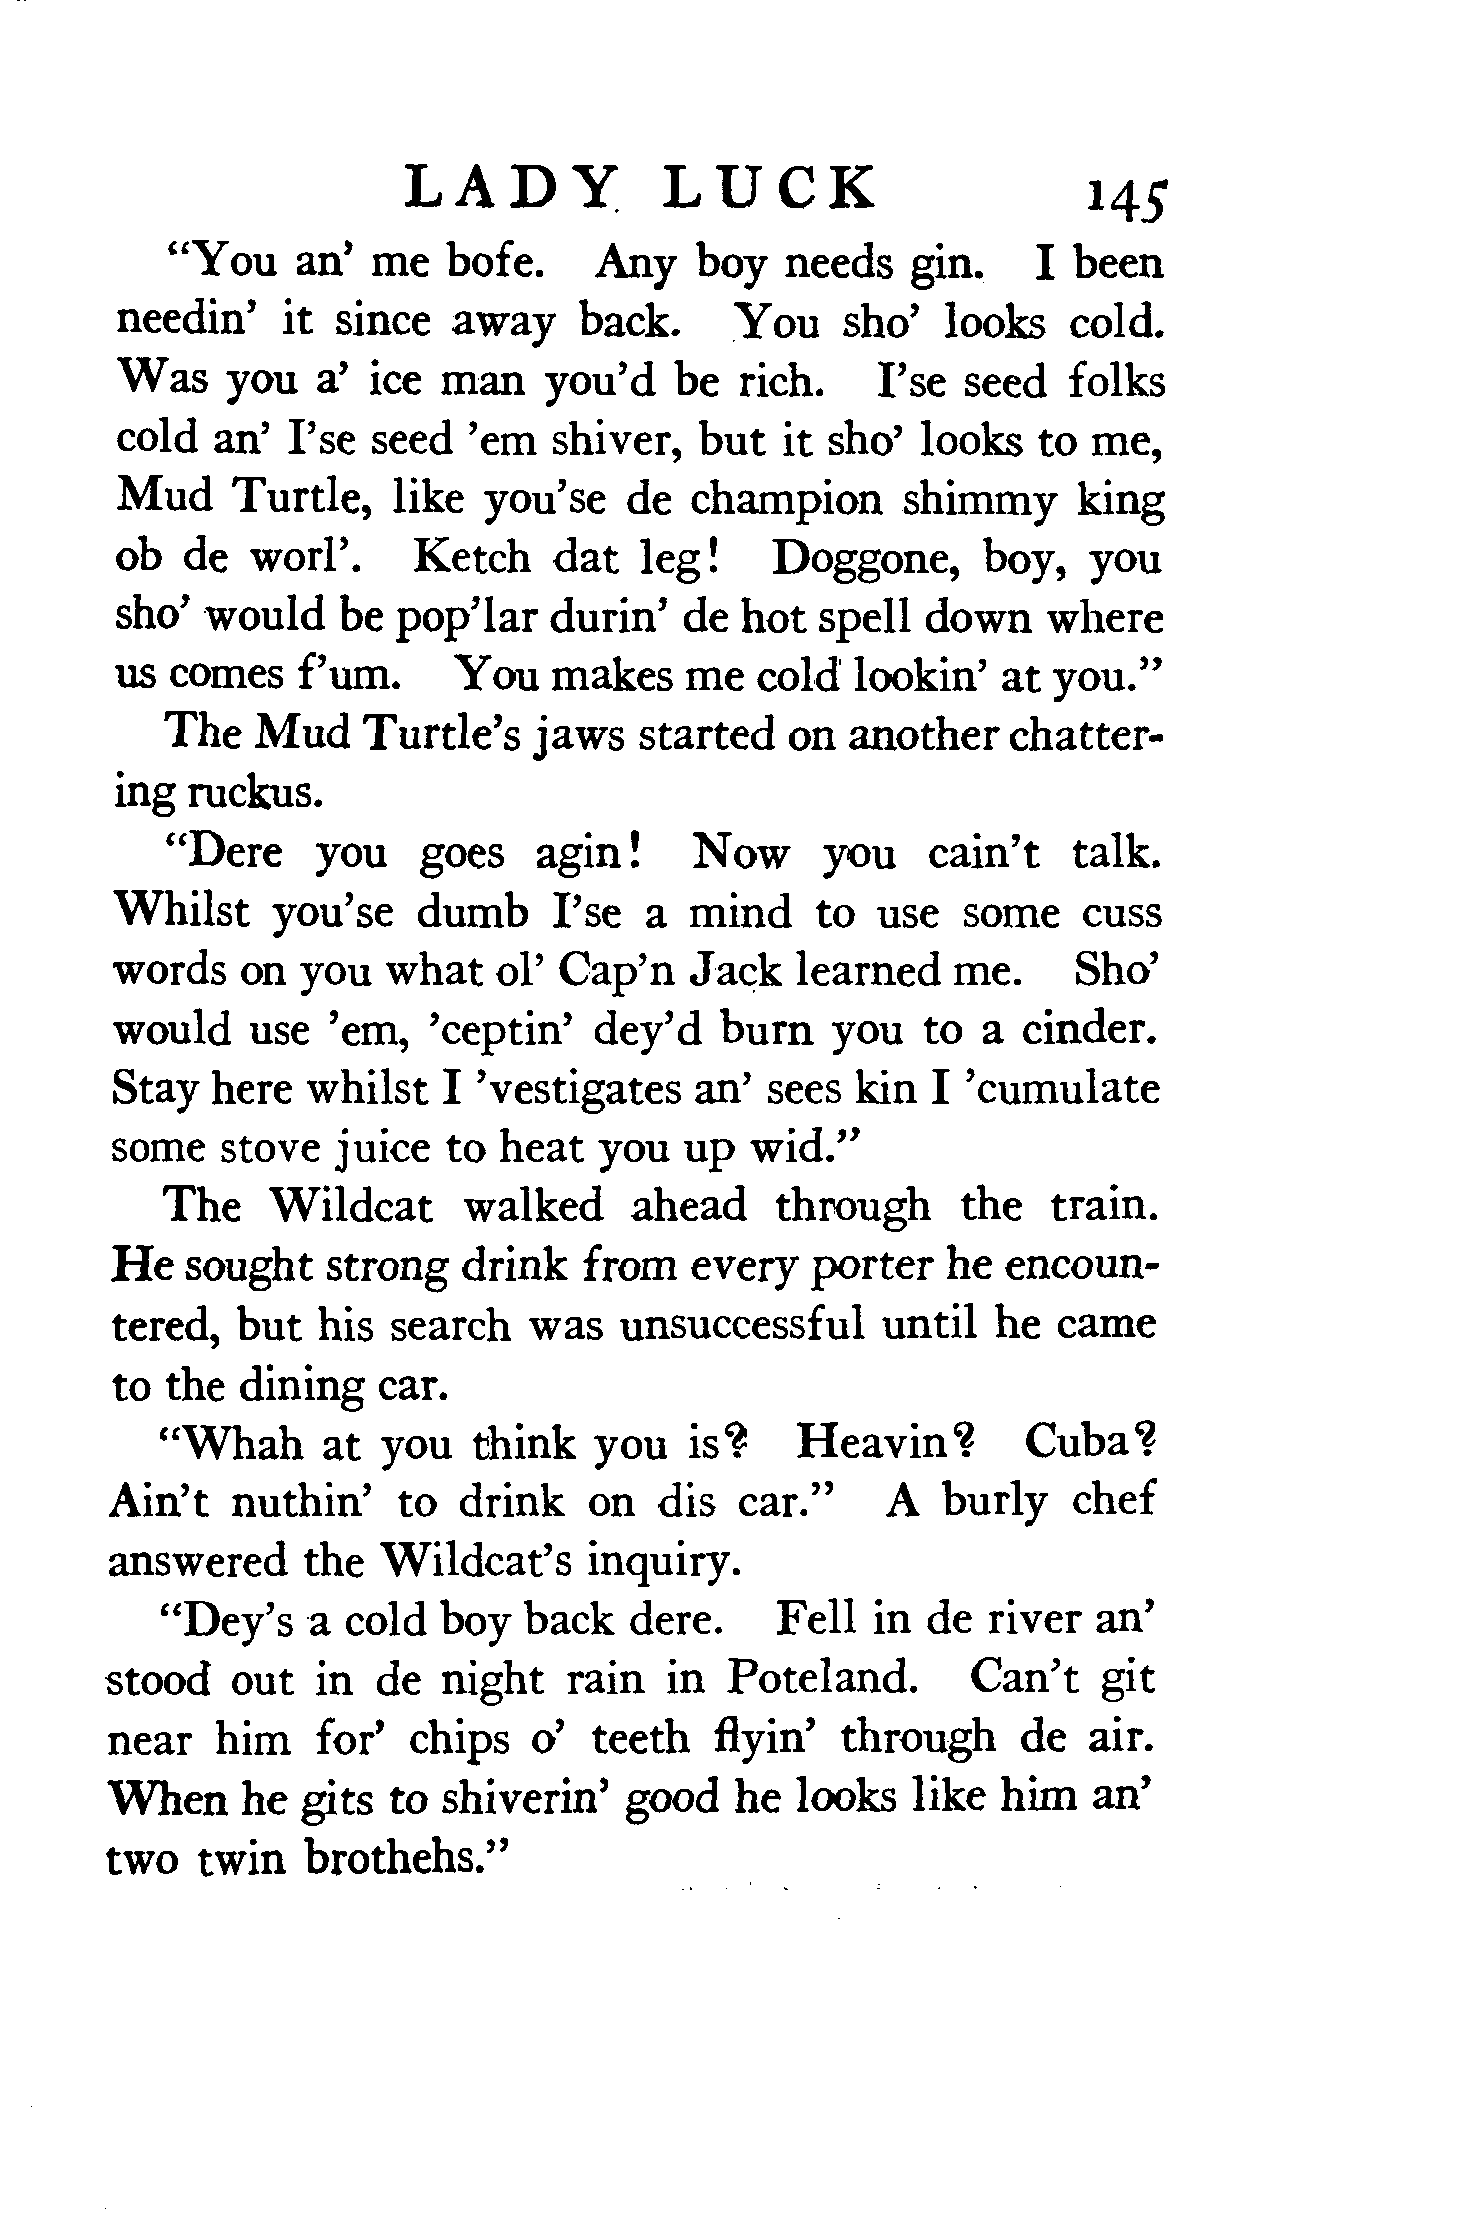 LADY LUCK 145
“You an’ me bofe. Any boy needs gin. I been
needin’ it since away back. You sho’ looks cold.
Was you a’ ice man you’d be rich. I’se seed folks
cold an’ I’se seed ’em shiver, but it sho’ looks to me,
Mud Turtle, like you’se de champion shimmy king
ob de worl’. Ketch dat leg! Doggone, boy, you
sho’ would be pop’lar durin’ de hot spell down where
us comes f’um. You makes me cold lookin’ at you.”
The Mud Turtle’s jaws started on another chatter-
ing ruckus.
“Dere you goes agin! Now you cain’t talk.
Whilst you’se dumb I’se a mind to use some cuss
words on you what ol’ Cap’n Jack learned me. Sho’
would use ’em, ’ceptin’ dey’d burn you to a cinder.
Stay here whilst I ’vestigates an’ sees kin I ’cumulate
some stove juice to heat you up wid.”
The Wildcat walked ahead through the train.
He sought strong drink from every porter he encoun-
tered, but his search was unsuccessful until he came
to the dining car.
“Whah at you think you is? Heavin? Cuba?
Ain’t nuthin’ to drink on dis car.” A burly chef
answered the Wildcat’s inquiry.
“Dey’s a cold boy back dere. Fell in de river an’
stood out in de night rain in Poteland. Can’t git
near him for’ chips o’ teeth flyin’ through de air.
When he gits to shiverin’ good he looks like him an’
two twin brothehs.”